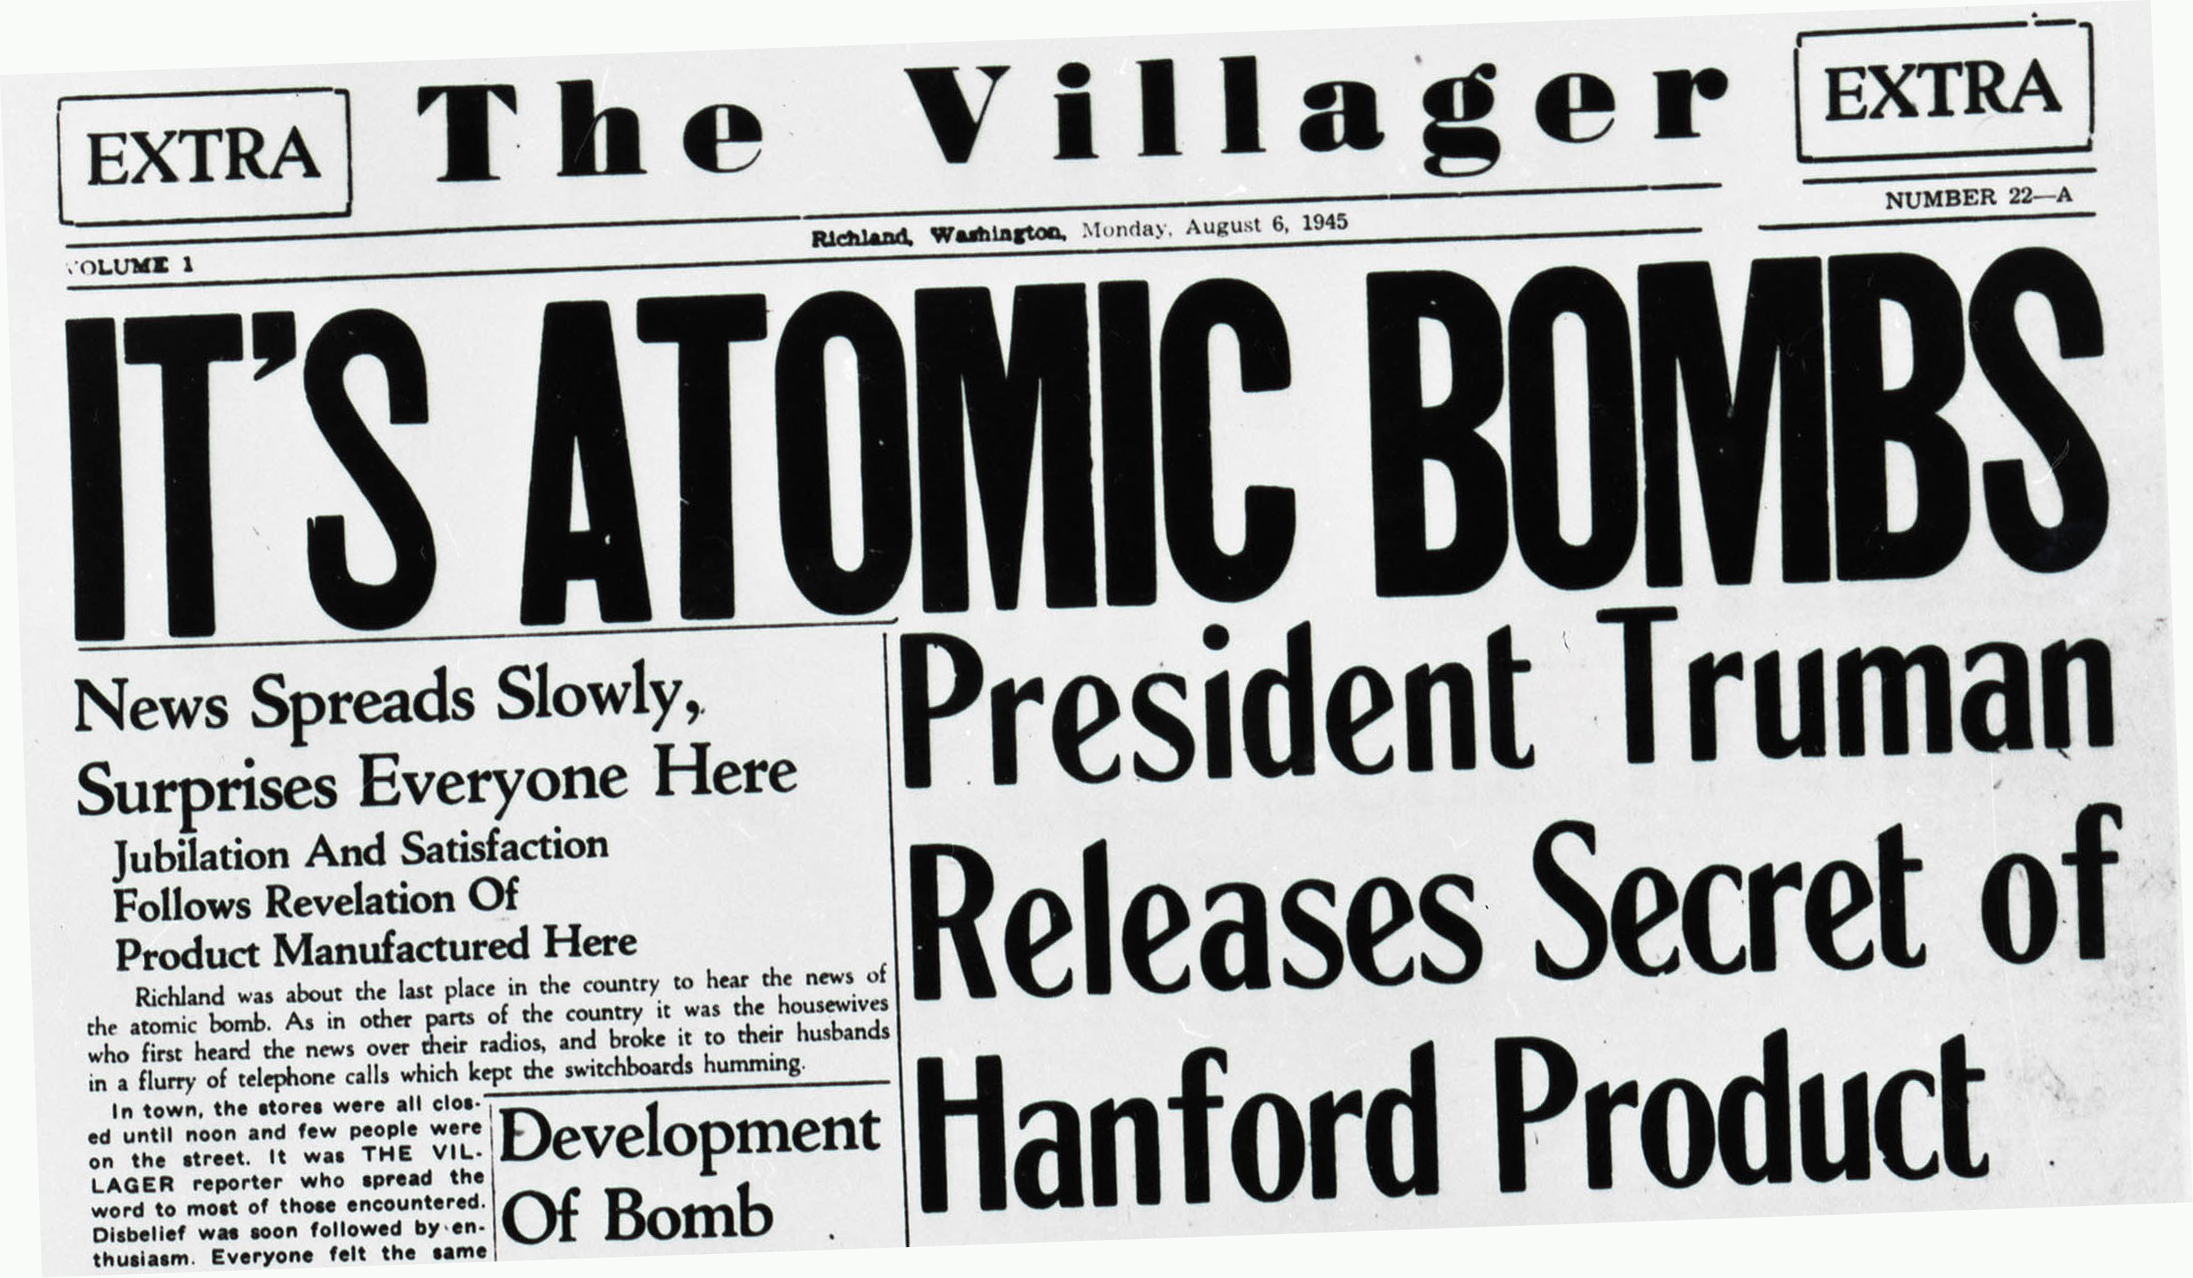 EXTRA
The Villager
EXTRA
VOLUME 1
Richland, Washington, Monday, August 6, 1945
NUMBER 22—A
IT'S ATOMIC BOMBS
News Spreads Slowly,
Surprises Everyone Here
Jubilation And Satisfaction
Follows Revelation Of
Product Manufactured Here
Richland was about the last place in the country to hear the news of
the atomic bomb. As in other parts of the country it was the housewives
who first heard the news over their radios, and broke it to their husbands
in a flurry of telephone calls which kept the switchboards humming.
In town, the stores were all clos-
ed until noon and few people were
on the street. It was THE VIL-
LAGER reporter who spread the
word to most of those encountered.
Disbelief was soon followed by en-
thusiasm. Everyone felt the same
Development
Of Bomb
President Truman
Releases Secret of
Hanford Product